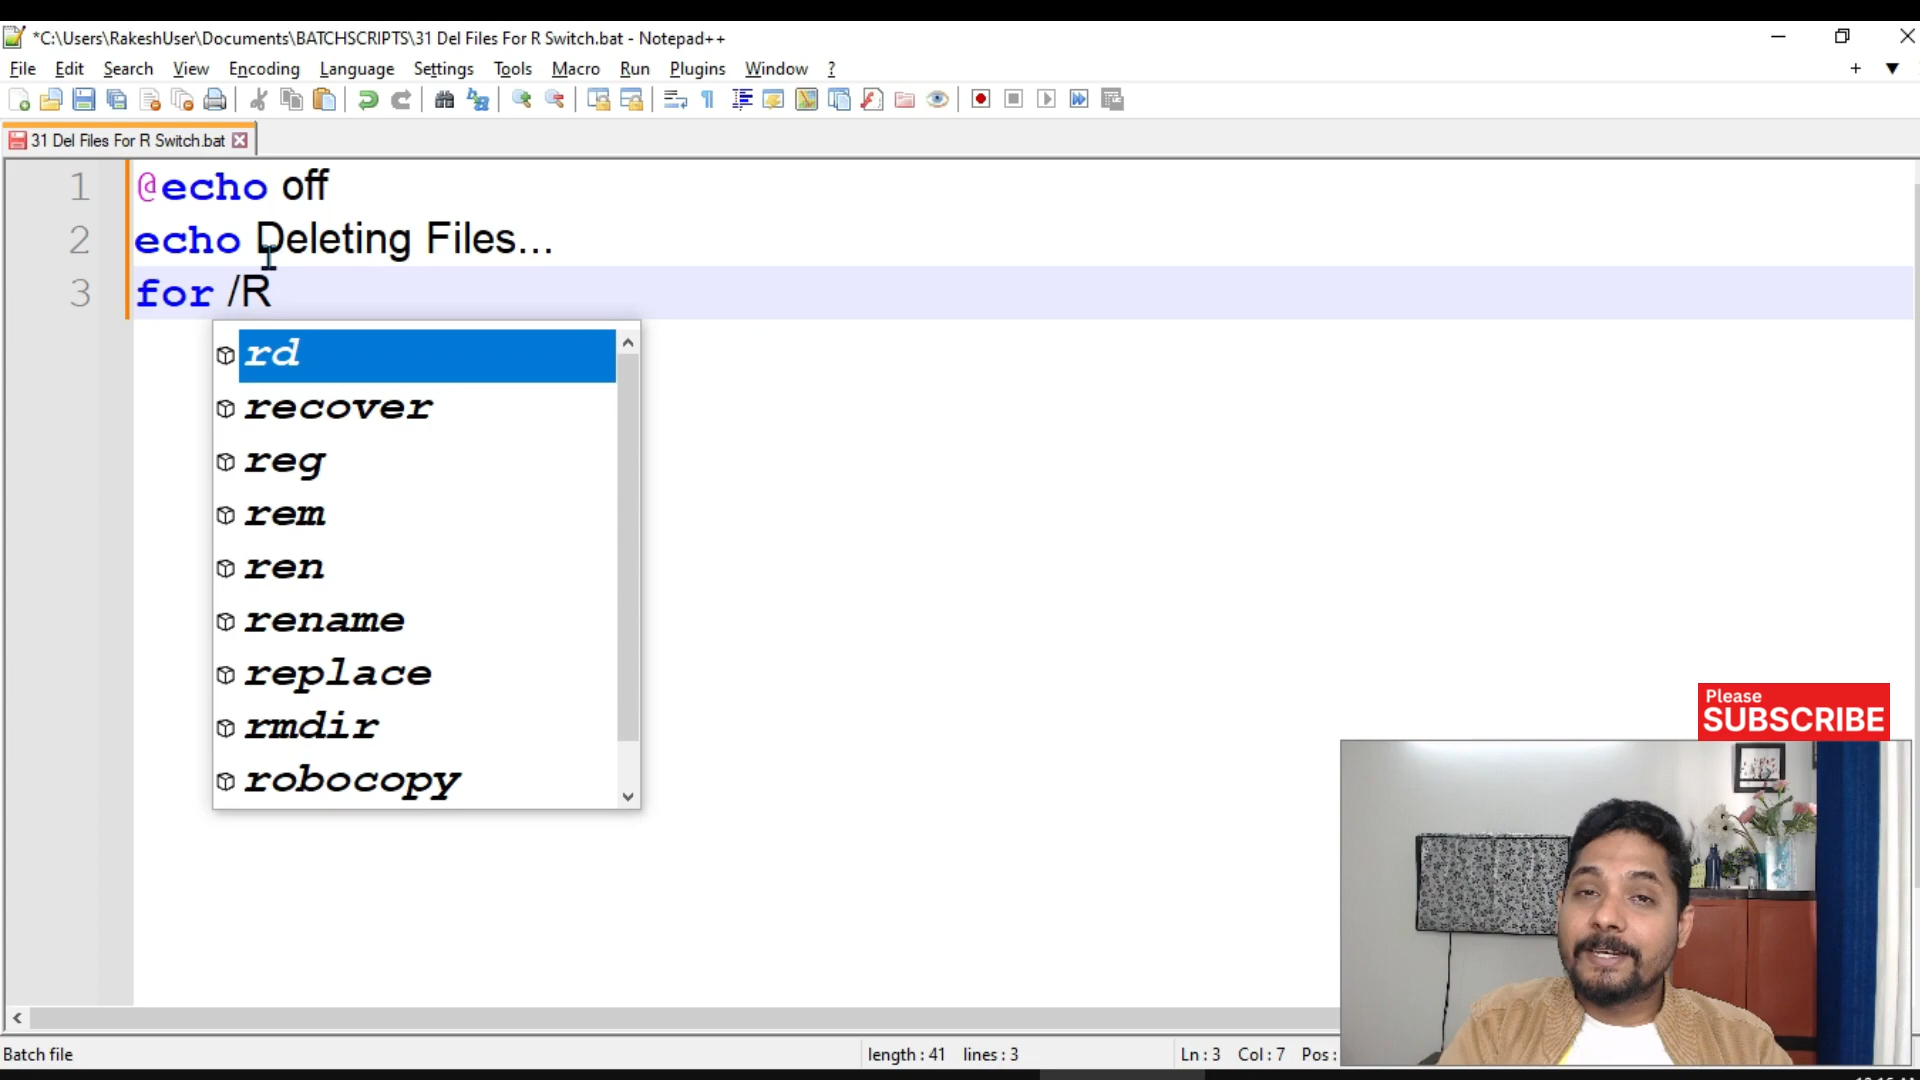 *C:\Users\RakeshUser\Documents\BATCHSCRIPTS\31 Del Files For R Switch.bat - Notepad++
File Edit Search View Encoding Language Settings Tools Macro Run Plugins Window ?
31 Del Files For R Switch.bat
1 @echo off
2 echo Deleting Files...
3 for /R
rd
recover
reg
rem
ren
rename
replace
rmdir
robocopy
Please
SUBSCRIBE
Batch file length : 41 lines : 3 Ln : 3 Col : 7 Pos :